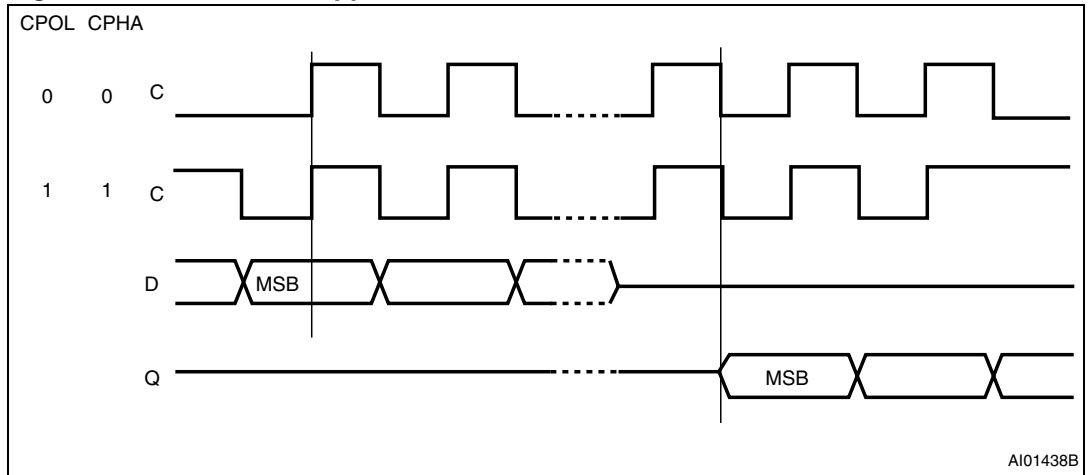 CPOL CPHA
0 0 C
1 1 C
D MSB
Q MSB
AI01438B